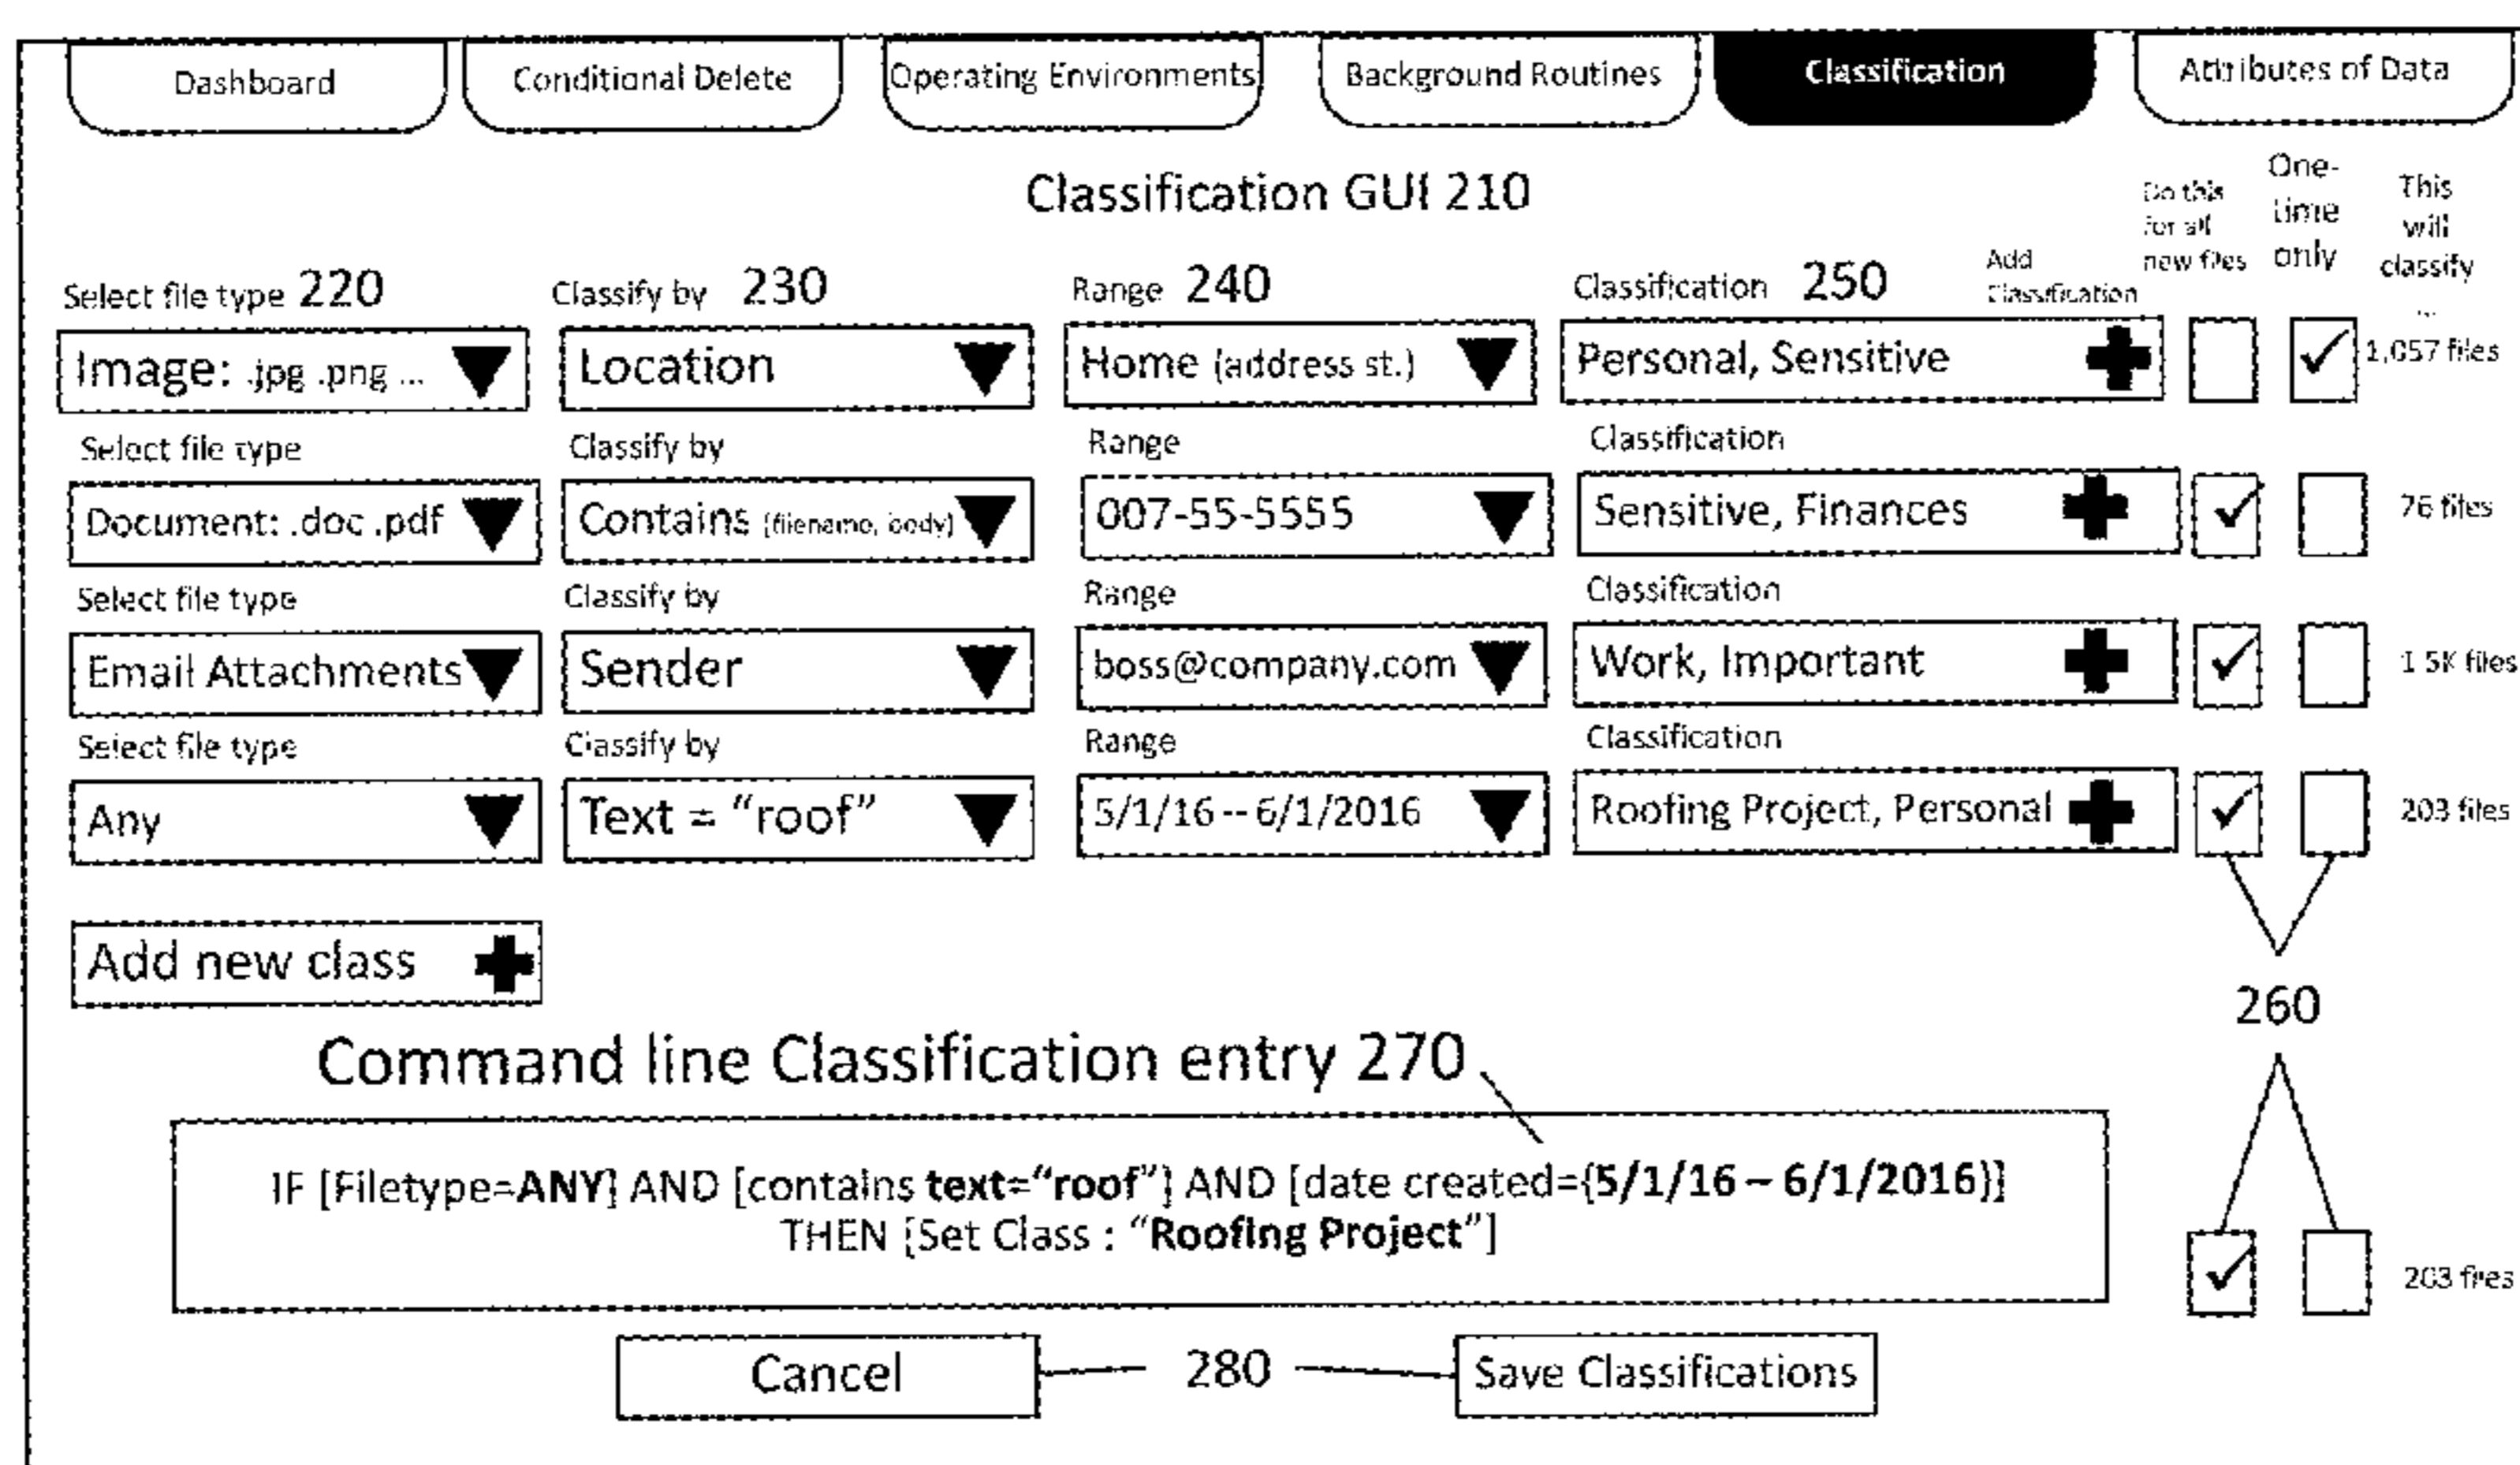 Dashboard
Conditional Delete
Operating Environments
Background Routines
Classification
Attributes of Data
Classification GUI 210
Do this
for all
new files
One-
time
only
This
will
classify
...
Select file type 220
Classify by 230
Range 240
Classification 250
Add
Classification
Image: .jpg .png ...
Location
Home (address st.)
Personal, Sensitive
1,057 files
Select file type
Classify by
Range
Classification
Document: .doc .pdf
Contains (filename, body)
007-55-5555
Sensitive, Finances
76 files
Select file type
Classify by
Range
Classification
Email Attachments
Sender
boss@company.com
Work, Important
1.5K files
Select file type
Classify by
Range
Classification
Any
Text = “roof”
5/1/16 -- 6/1/2016
Roofing Project, Personal
203 files
Add new class
260
Command line Classification entry 270
IF [Filetype=ANY] AND [contains text=“roof”] AND [date created={5/1/16 – 6/1/2016}]
THEN [Set Class : “Roofing Project”]
203 files
Cancel
280
Save Classifications